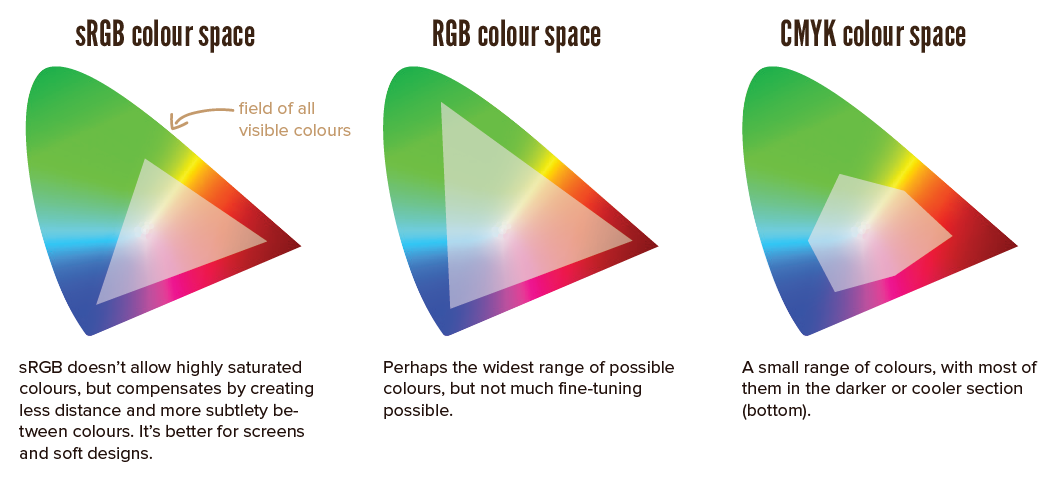 sRGB colour space
field of all
visible colours
sRGB doesn't allow highly saturated
colours, but compensates by creating
less distance and more subtlety be-
tween colours. It's better for screens
and soft designs.
RGB colour space
Perhaps the widest range of possible
colours, but not much fine-tuning
possible.
CMYK colour space
A small range of colours, with most of
them in the darker or cooler section
(bottom).